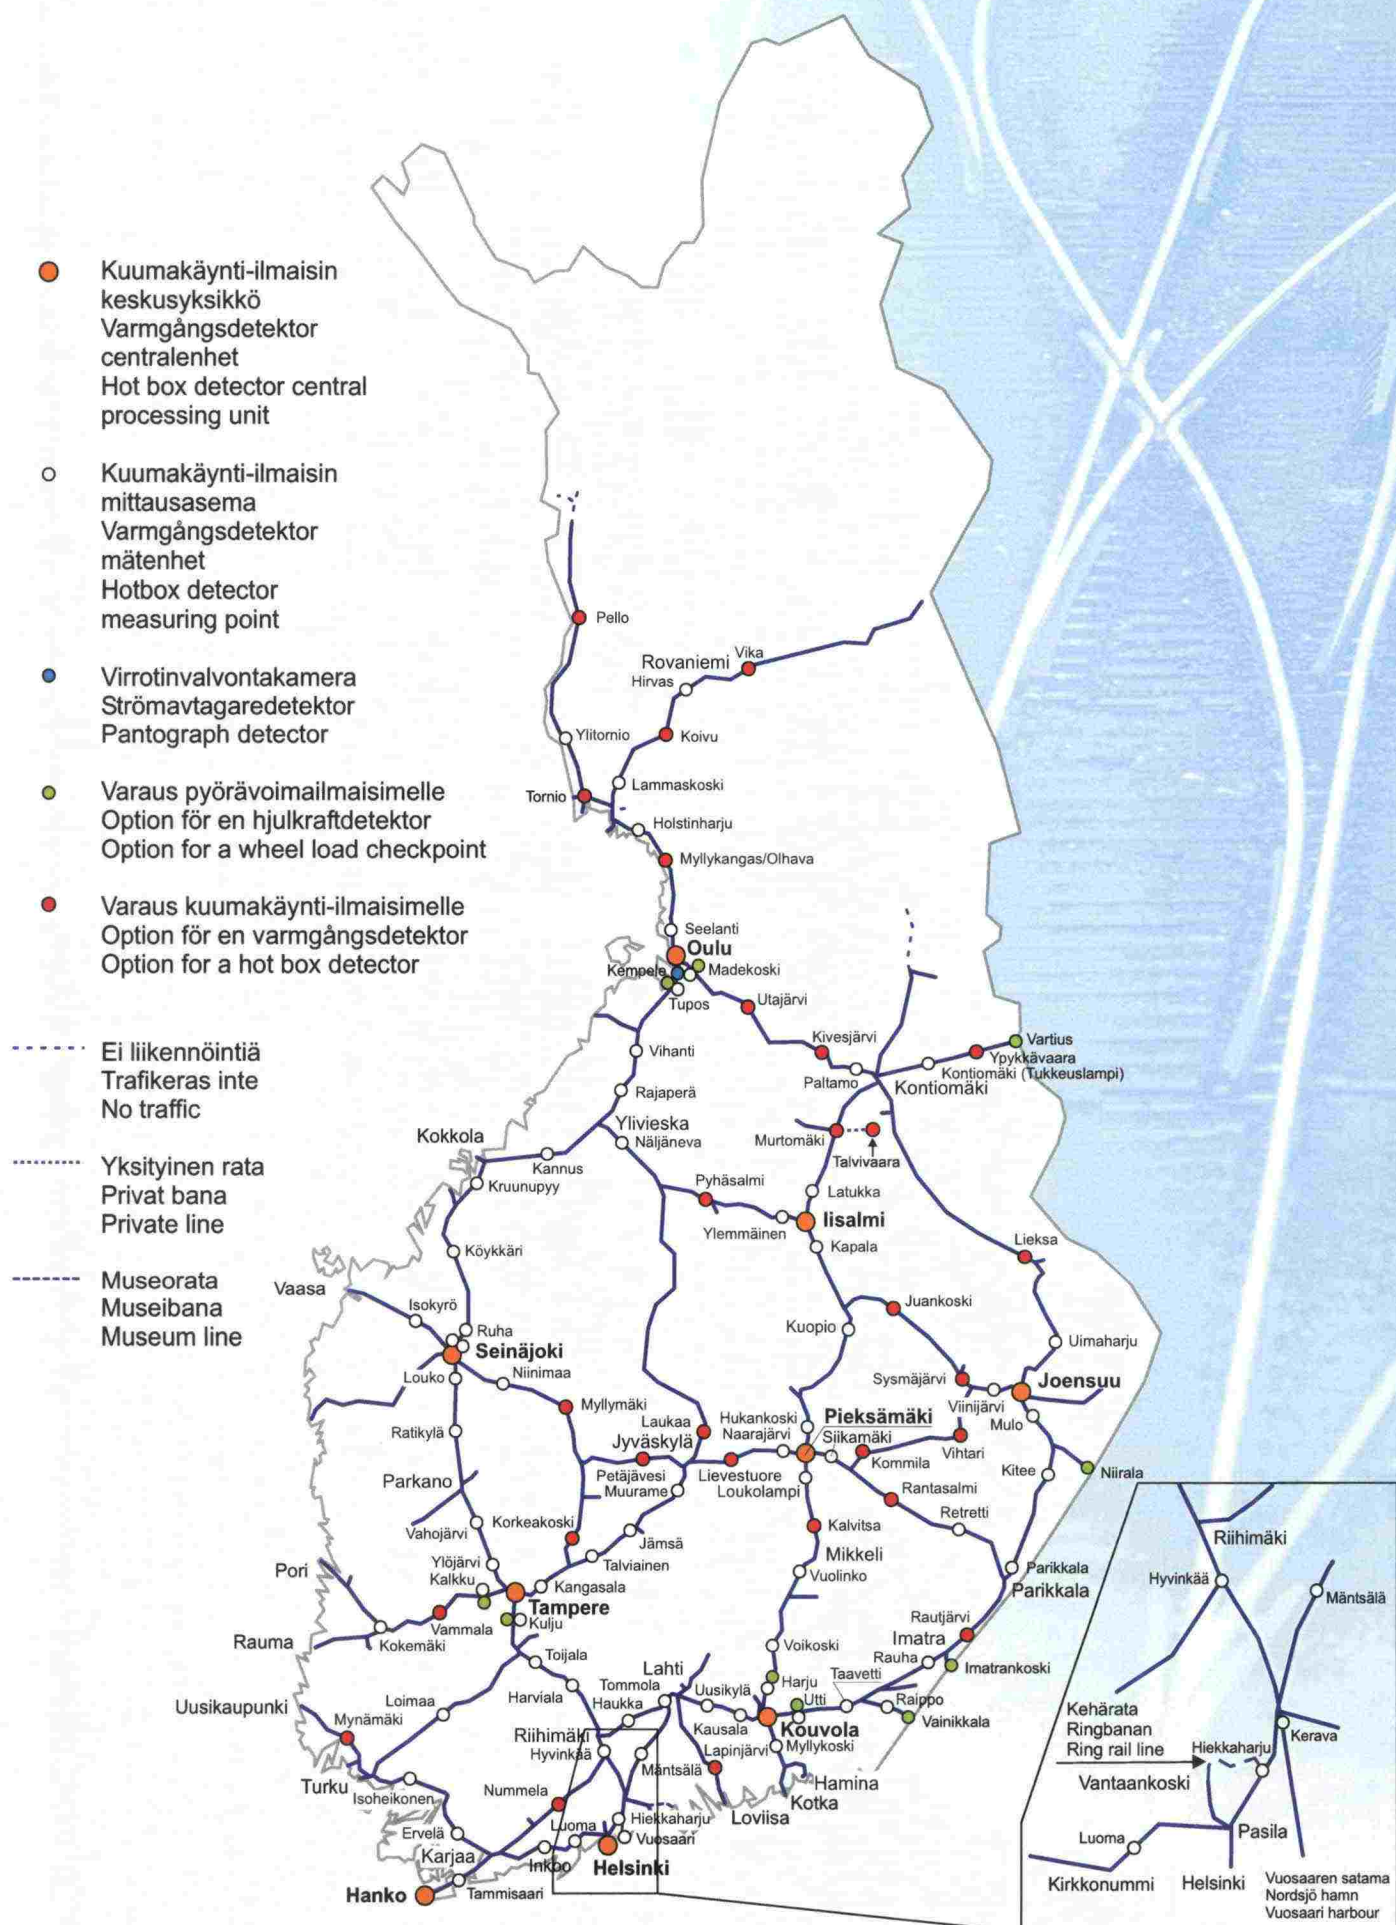 Kuumakäynti-ilmaisin
keskusyksikkö
Varmgångsdetektor
centralenhet
Hot box detector central
processing unit
Kuumakäynti-ilmaisin
mittausasema
Varmgångsdetektor
mätenhet
Hotbox detector
measuring point
Virrotinvalvontakamera
Strömavtagaredetektor
Pantograph detector
Varaus pyörävoimailmaisimelle
Option för en hjulkraftdetektor
Option for a wheel load checkpoint
Varaus kuumakäynti-ilmaisimelle
Option för en varmgångsdetektor
Option for a hot box detector
Ei liikennöintiä
Trafikeras inte
No traffic
Yksityinen rata
Privat bana
Private line
Museorata
Museibana
Museum line
Pello
Vika
Rovaniemi
Hirvas
Ylitornio
Koivu
Lammaskoski
Tornio
Holstinharju
Myllykangas/Olhava
Seelanti
Oulu
Kempele
Madekoski
Tupos
Utajärvi
Vihanti
Kivesjärvi
Vartius
Ypykkävaara
Kontiomäki (Tukkeuslampi)
Paltamo
Kontiomäki
Rajaperä
Ylivieska
Näljäneva
Kokkola
Kannus
Kruunupyy
Murtomäki
Talvivaara
Pyhäsalmi
Latukka
Ylemmäinen
Iisalmi
Kapala
Köykkäri
Lieksa
Vaasa
Isokyrö
Ruha
Seinäjoki
Juankoski
Kuopio
Uimaharju
Louko
Niinimaa
Myllymäki
Sysmäjärvi
Joensuu
Viinijärvi
Mulo
Ratikylä
Laukaa
Jyväskylä
Hukankoski
Naarajärvi
Pieksämäki
Siikamäki
Kommila
Vihtari
Kitee
Niirala
Parkano
Petäjävesi
Muurame
Lievestuore
Loukolampi
Rantasalmi
Retretti
Vahojärvi
Korkeakoski
Jämsä
Kalvitsa
Mikkeli
Vuolinko
Parikkala
Parikkala
Ylöjärvi
Kalkku
Talviainen
Kangasala
Pori
Tampere
Vammala
Kulju
Rauma
Kokemäki
Toijala
Voikoski
Rautjärvi
Imatra
Rauha
Imatrankoski
Harju
Taavetti
Lahti
Tommola
Haukka
Uusikylä
Utti
Raippo
Vainikkala
Harviala
Loimaa
Uusikaupunki
Mynämäki
Kausala
Kouvola
Myllykoski
Riihimäki
Hyvinkää
Mäntsälä
Lapinjärvi
Hamina
Kotka
Loviisa
Turku
Isoheikonen
Nummela
Hiekkaharju
Vuosaari
Luoma
Ervelä
Karjaa
Inkoo
Helsinki
Hanko
Tammisaari
Riihimäki
Hyvinkää
Mäntsälä
Kehärata
Ringbanan
Ring rail line
Hiekkaharju
Kerava
Vantaankoski
Luoma
Pasila
Kirkkonummi
Helsinki
Vuosaaren satama
Nordsjö hamn
Vuosaari harbour